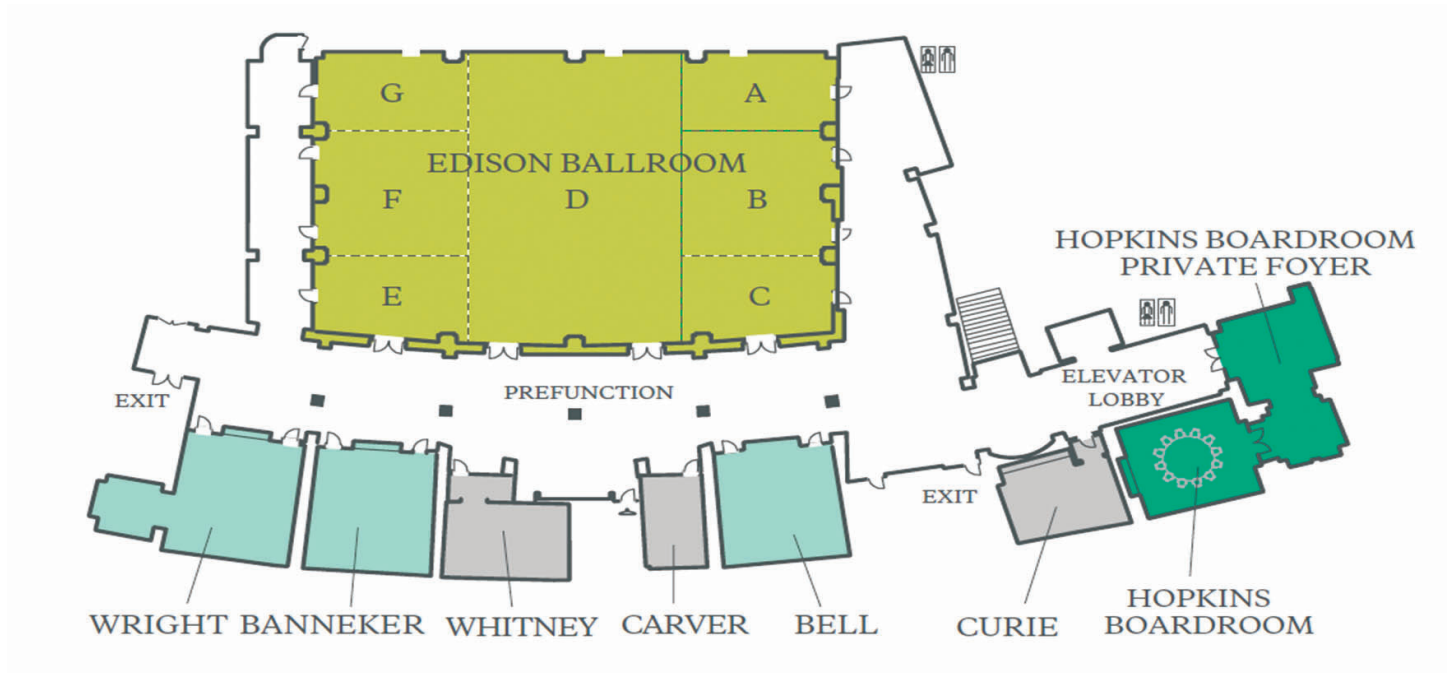 G
A
EDISON BALLROOM
F
D
B
HOPKINS BOARDROOM
PRIVATE FOYER
E
C
ELEVATOR
LOBBY
PREFUNCTION
EXIT
EXIT
WRIGHT
BANNEKER
WHITNEY
CARVER
BELL
CURIE
HOPKINS
BOARDROOM